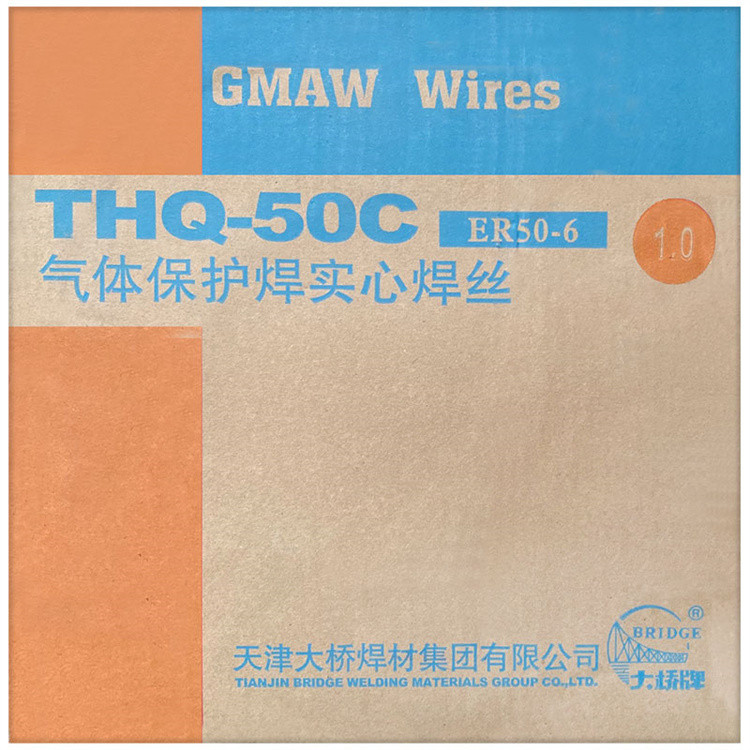 GMAW Wires
THQ-50C ER50-6 1.0
气体保护焊实心焊丝
®
BRIDGE
大桥牌
天津大桥焊材集团有限公司
TIANJIN BRIDGE WELDING MATERIALS GROUP CO.,LTD.